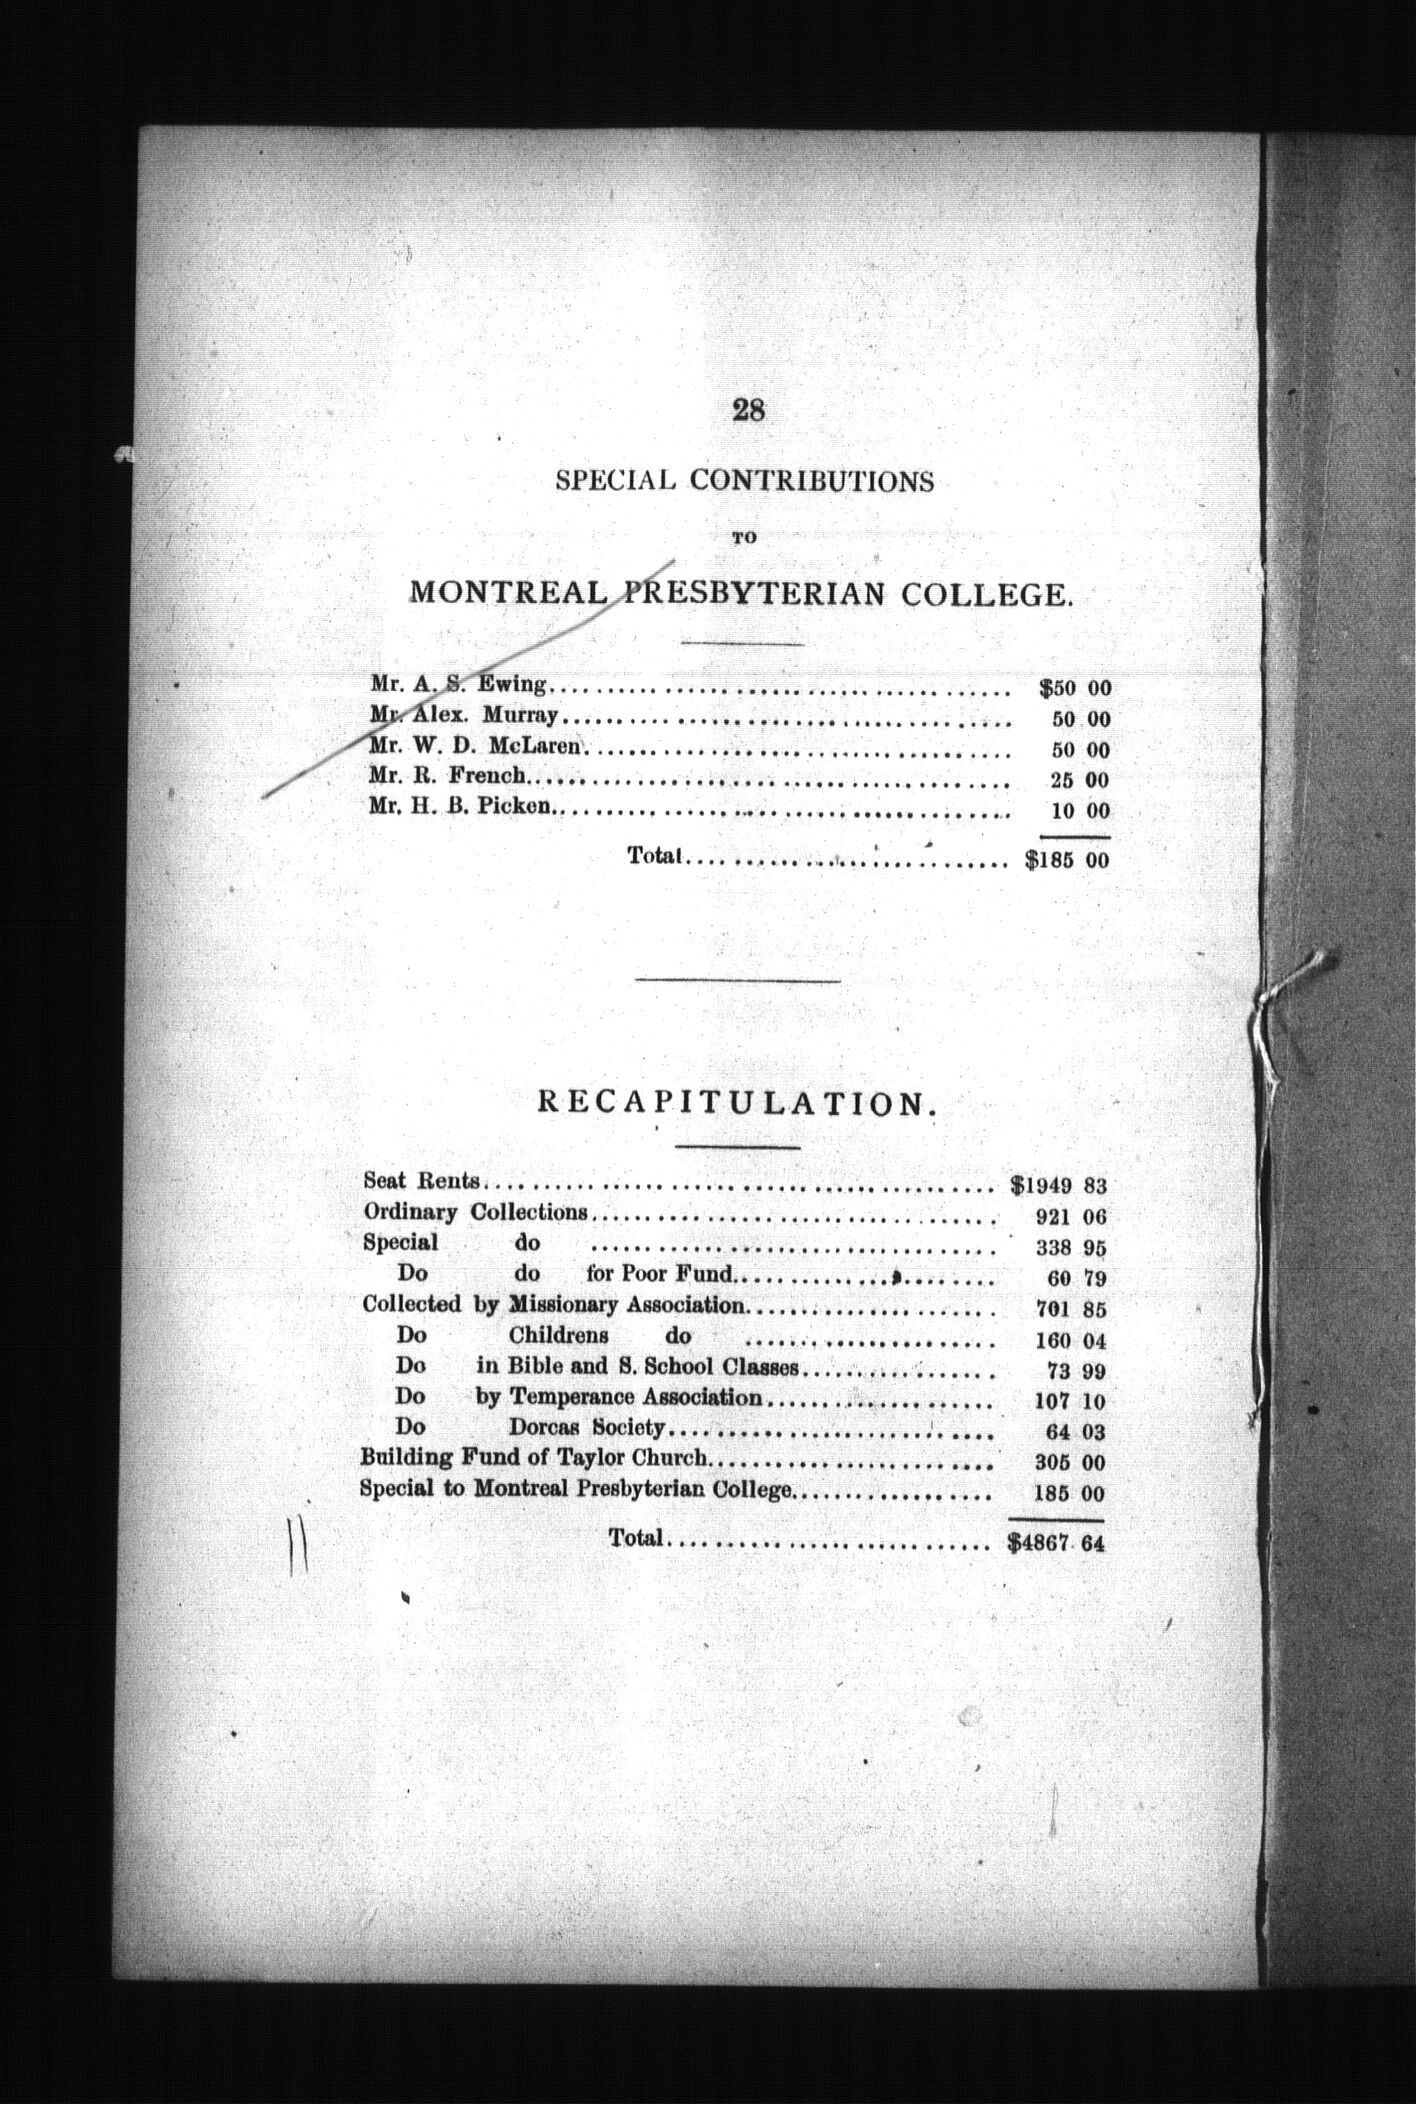 28
SPECIAL CONTRIBUTIONS
TO
MONTREAL PRESBYTERIAN COLLEGE.
Mr. A. S. Ewing........................................ $50 00
Mr. Alex. Murray........................................ 50 00
Mr. W. D. McLaren........................................ 50 00
Mr. R. French........................................ 25 00
Mr. H. B. Picken........................................ 10 00
Total.............................. $185 00
RECAPITULATION.
Seat Rents........................................ $1949 83
Ordinary Collections................................... 921 06
Special do ................................... 338 95
Do do for Poor Fund...................... 60 79
Collected by Missionary Association..................... 701 85
Do Childrens do ..................... 160 04
Do in Bible and S. School Classes................. 73 99
Do by Temperance Association.................... 107 10
Do Dorcas Society............................ 64 03
Building Fund of Taylor Church........................ 305 00
Special to Montreal Presbyterian College................. 185 00
Total............................ $4867 64